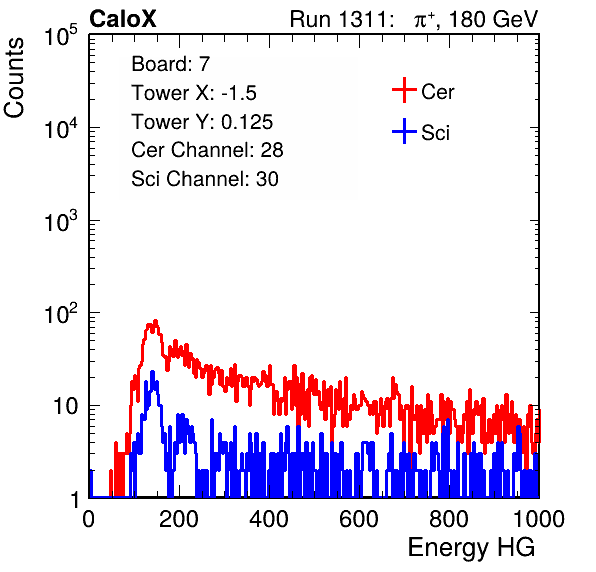 CaloX Run 1311: π⁺, 180 GeV
Counts
10⁵
10⁴
10³
10²
10
1
Board: 7
Tower X: -1.5
Tower Y: 0.125
Cer Channel: 28
Sci Channel: 30
Cer
Sci
0 200 400 600 800 1000
Energy HG